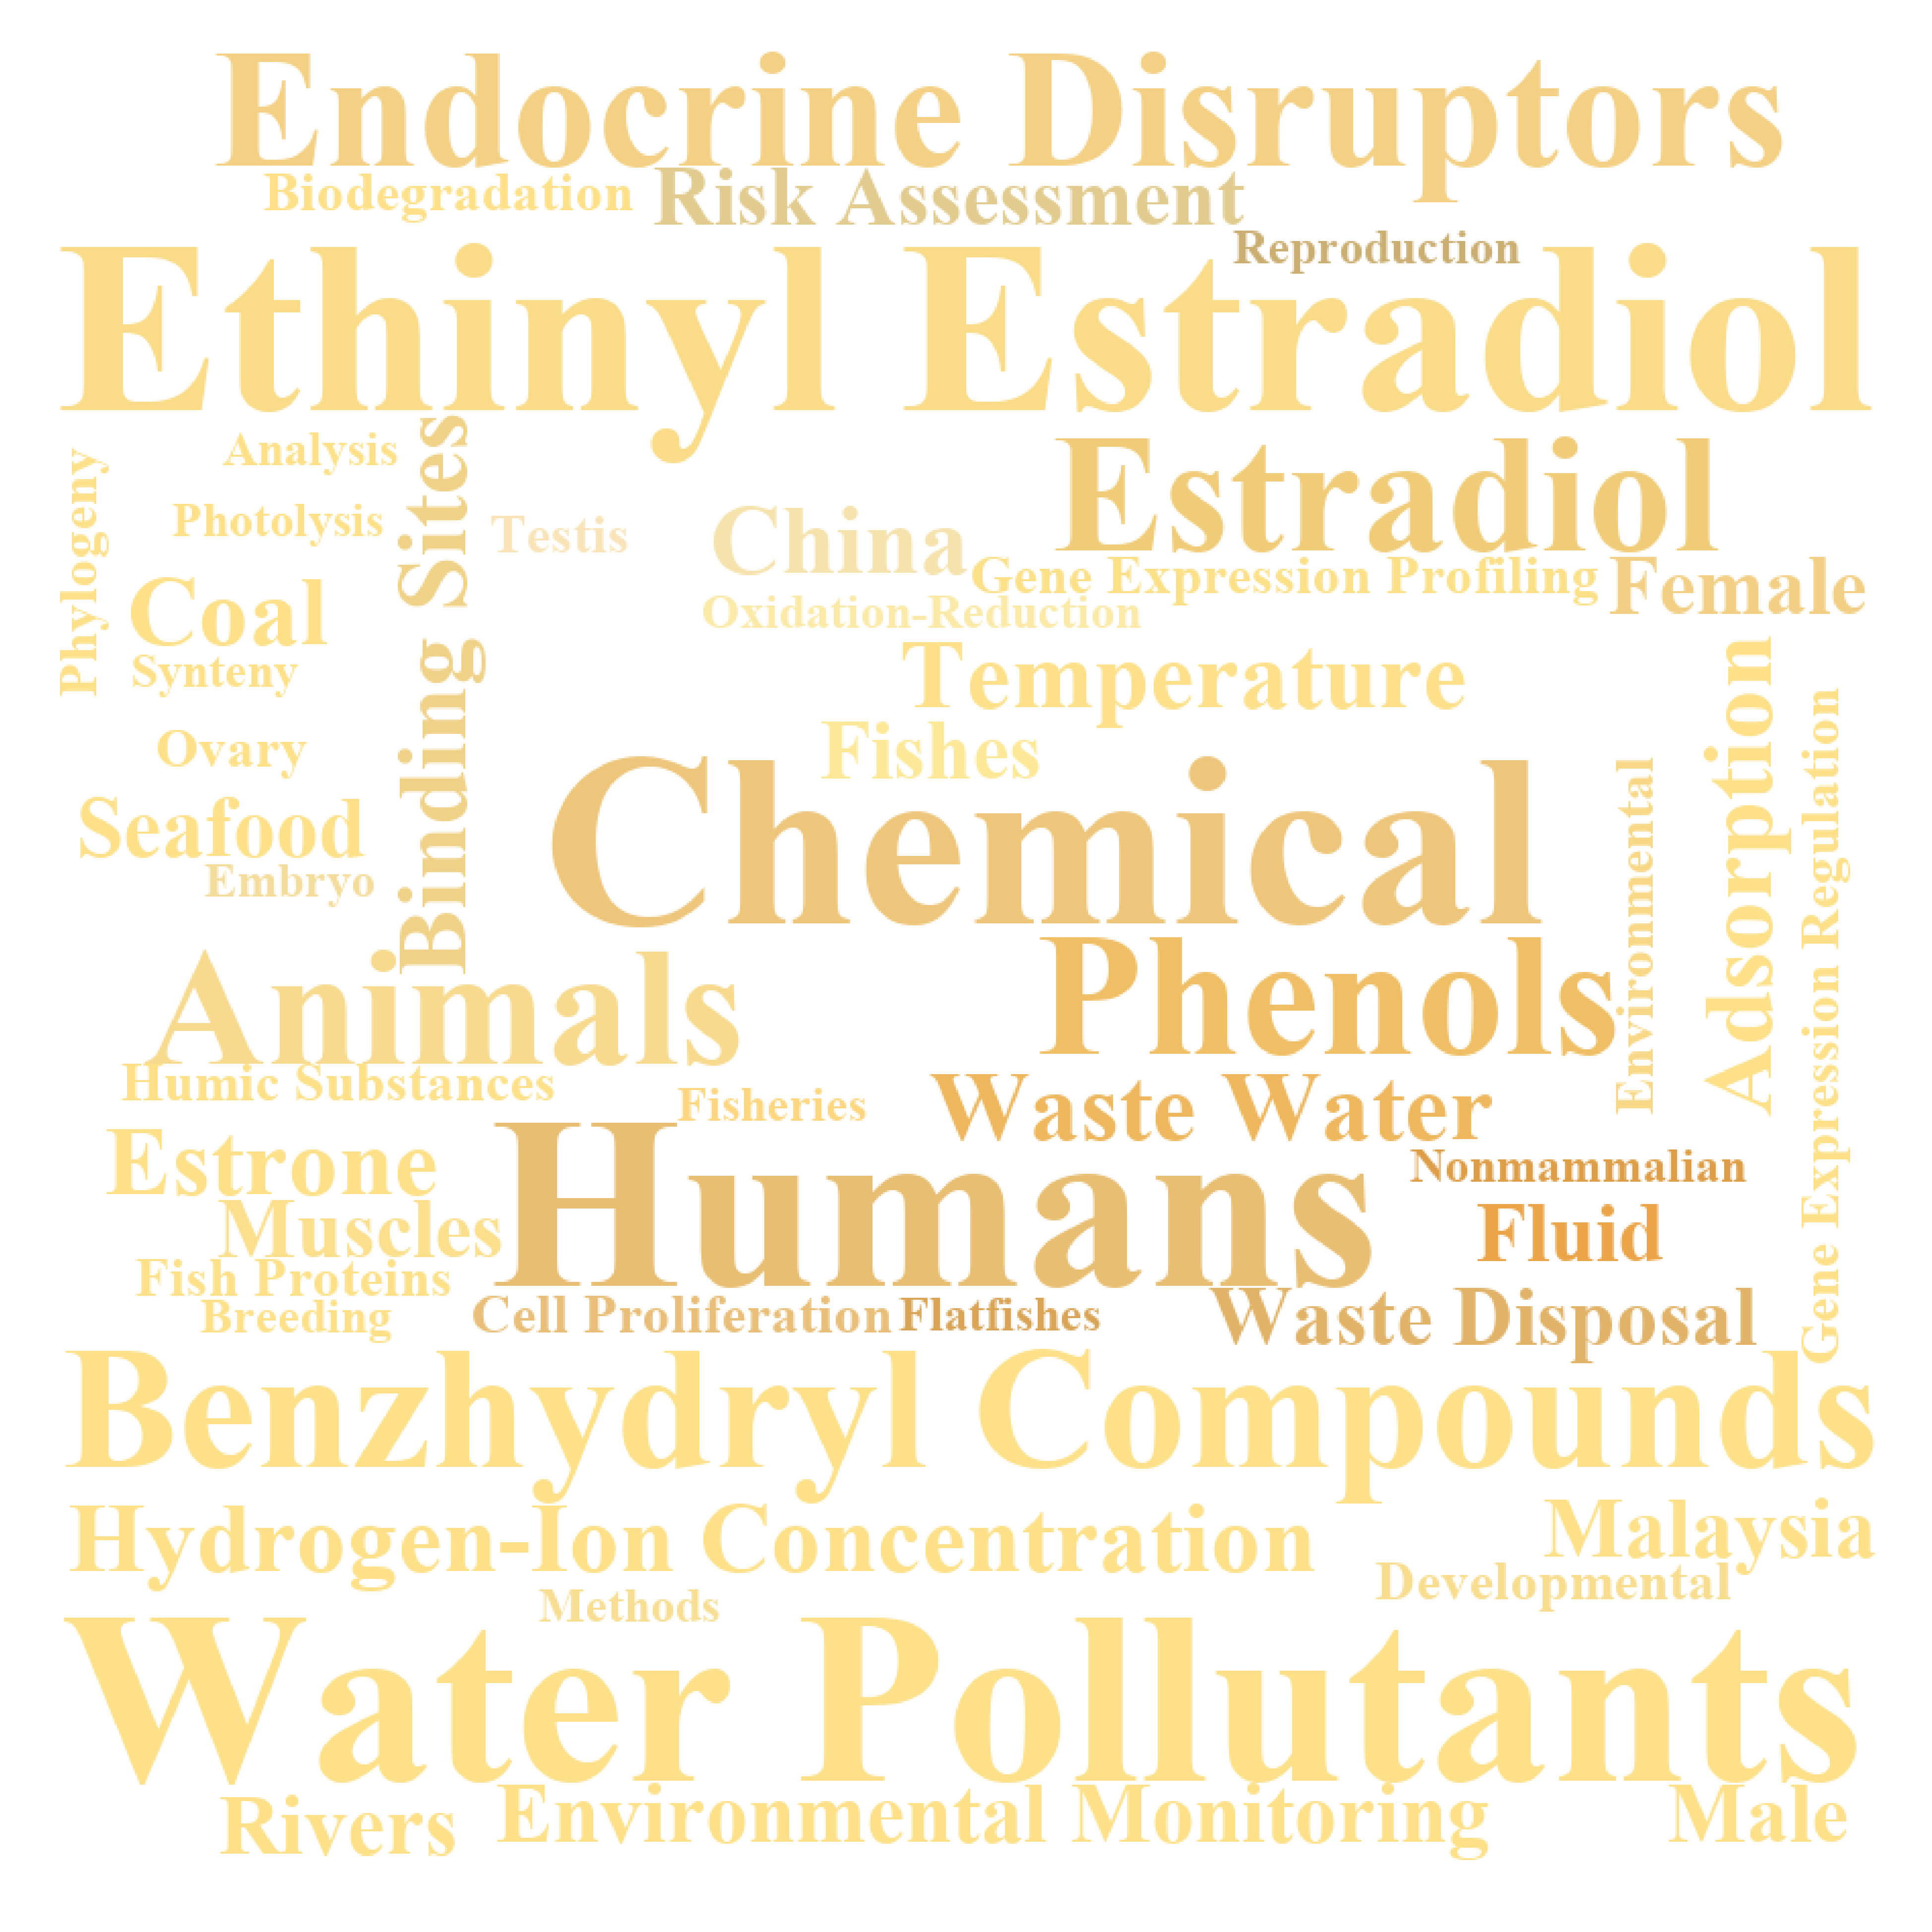 Endocrine Disruptors
Biodegradation
Risk Assessment
Reproduction
Ethinyl Estradiol
Analysis
Phylogeny
Binding Sites
Estradiol
Photolysis
Testis
China
Gene Expression Profiling
Female
Coal
Oxidation-Reduction
Synteny
Temperature
Adsorption
Gene Expression Regulation
Ovary
Fishes
Environmental
Seafood
Chemical
Embryo
Animals
Phenols
Humic Substances
Fisheries
Waste Water
Estrone
Humans
Nonmammalian
Muscles
Fluid
Fish Proteins
Breeding
Cell Proliferation
Flatfishes
Waste Disposal
Benzhydryl Compounds
Hydrogen-Ion Concentration
Malaysia
Developmental
Methods
Water Pollutants
Rivers
Environmental Monitoring
Male